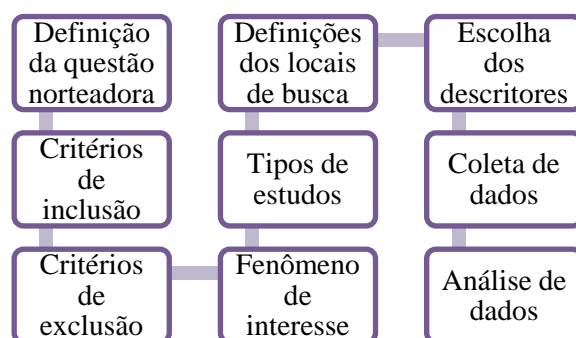 Definição
da questão
norteadora
Critérios
de
inclusão
Critérios
de
exclusão
Fenômeno
de
interesse
Tipos de
estudos
Definições
dos locais
de busca
Escolha
dos
descritores
Coleta de
dados
Análise de
dados